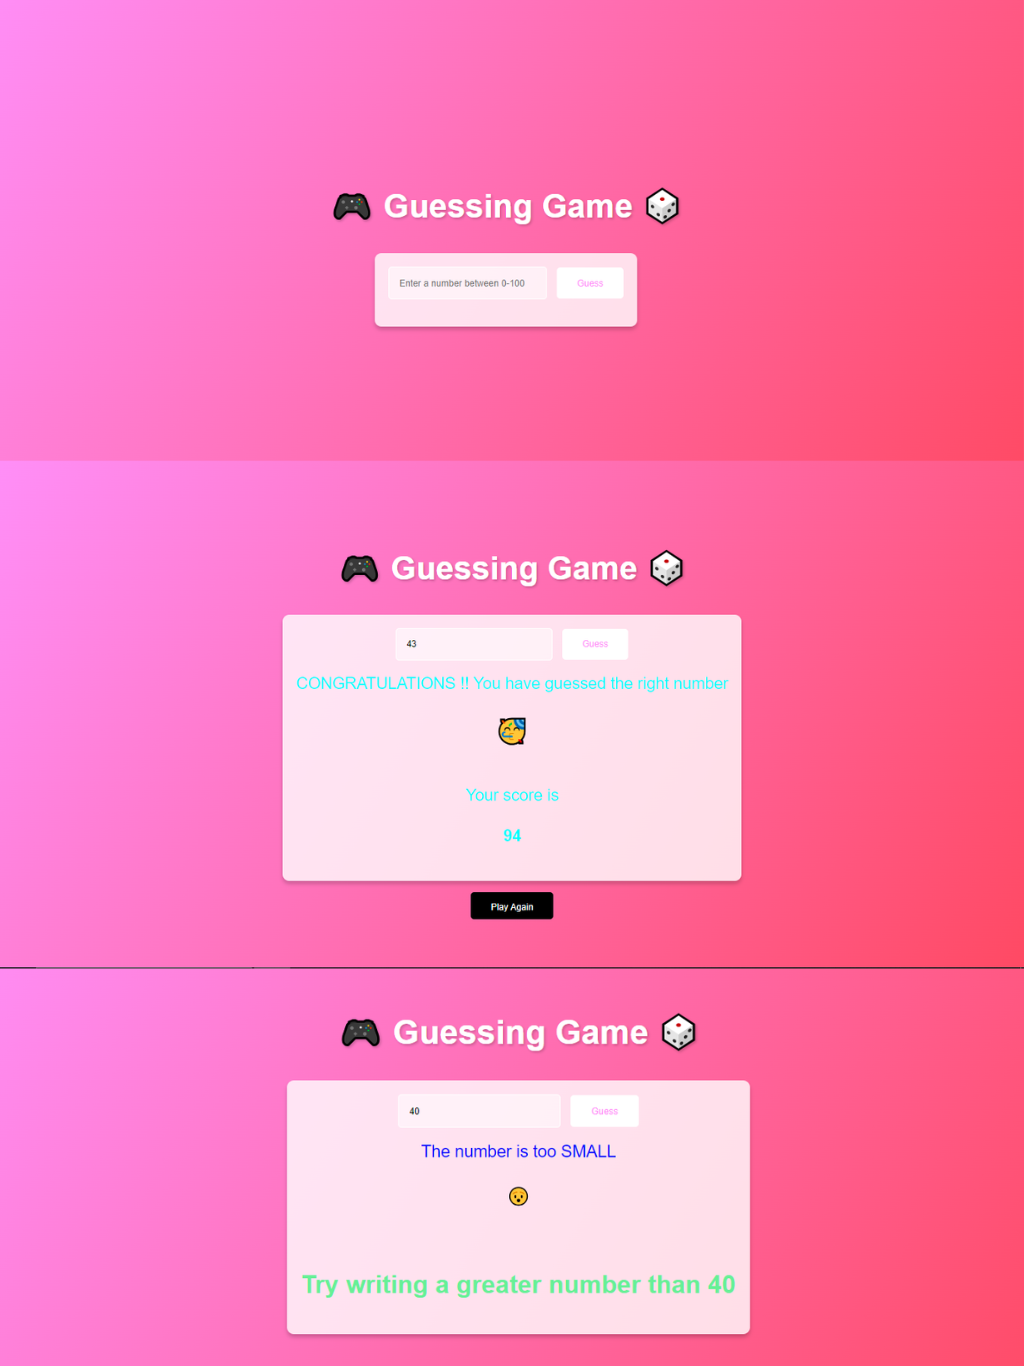 Guessing Game
Enter a number between 0-100
Guess
Guessing Game
43
Guess
CONGRATULATIONS !! You have guessed the right number
Your score is
94
Play Again
Guessing Game
40
Guess
The number is too SMALL
Try writing a greater number than 40